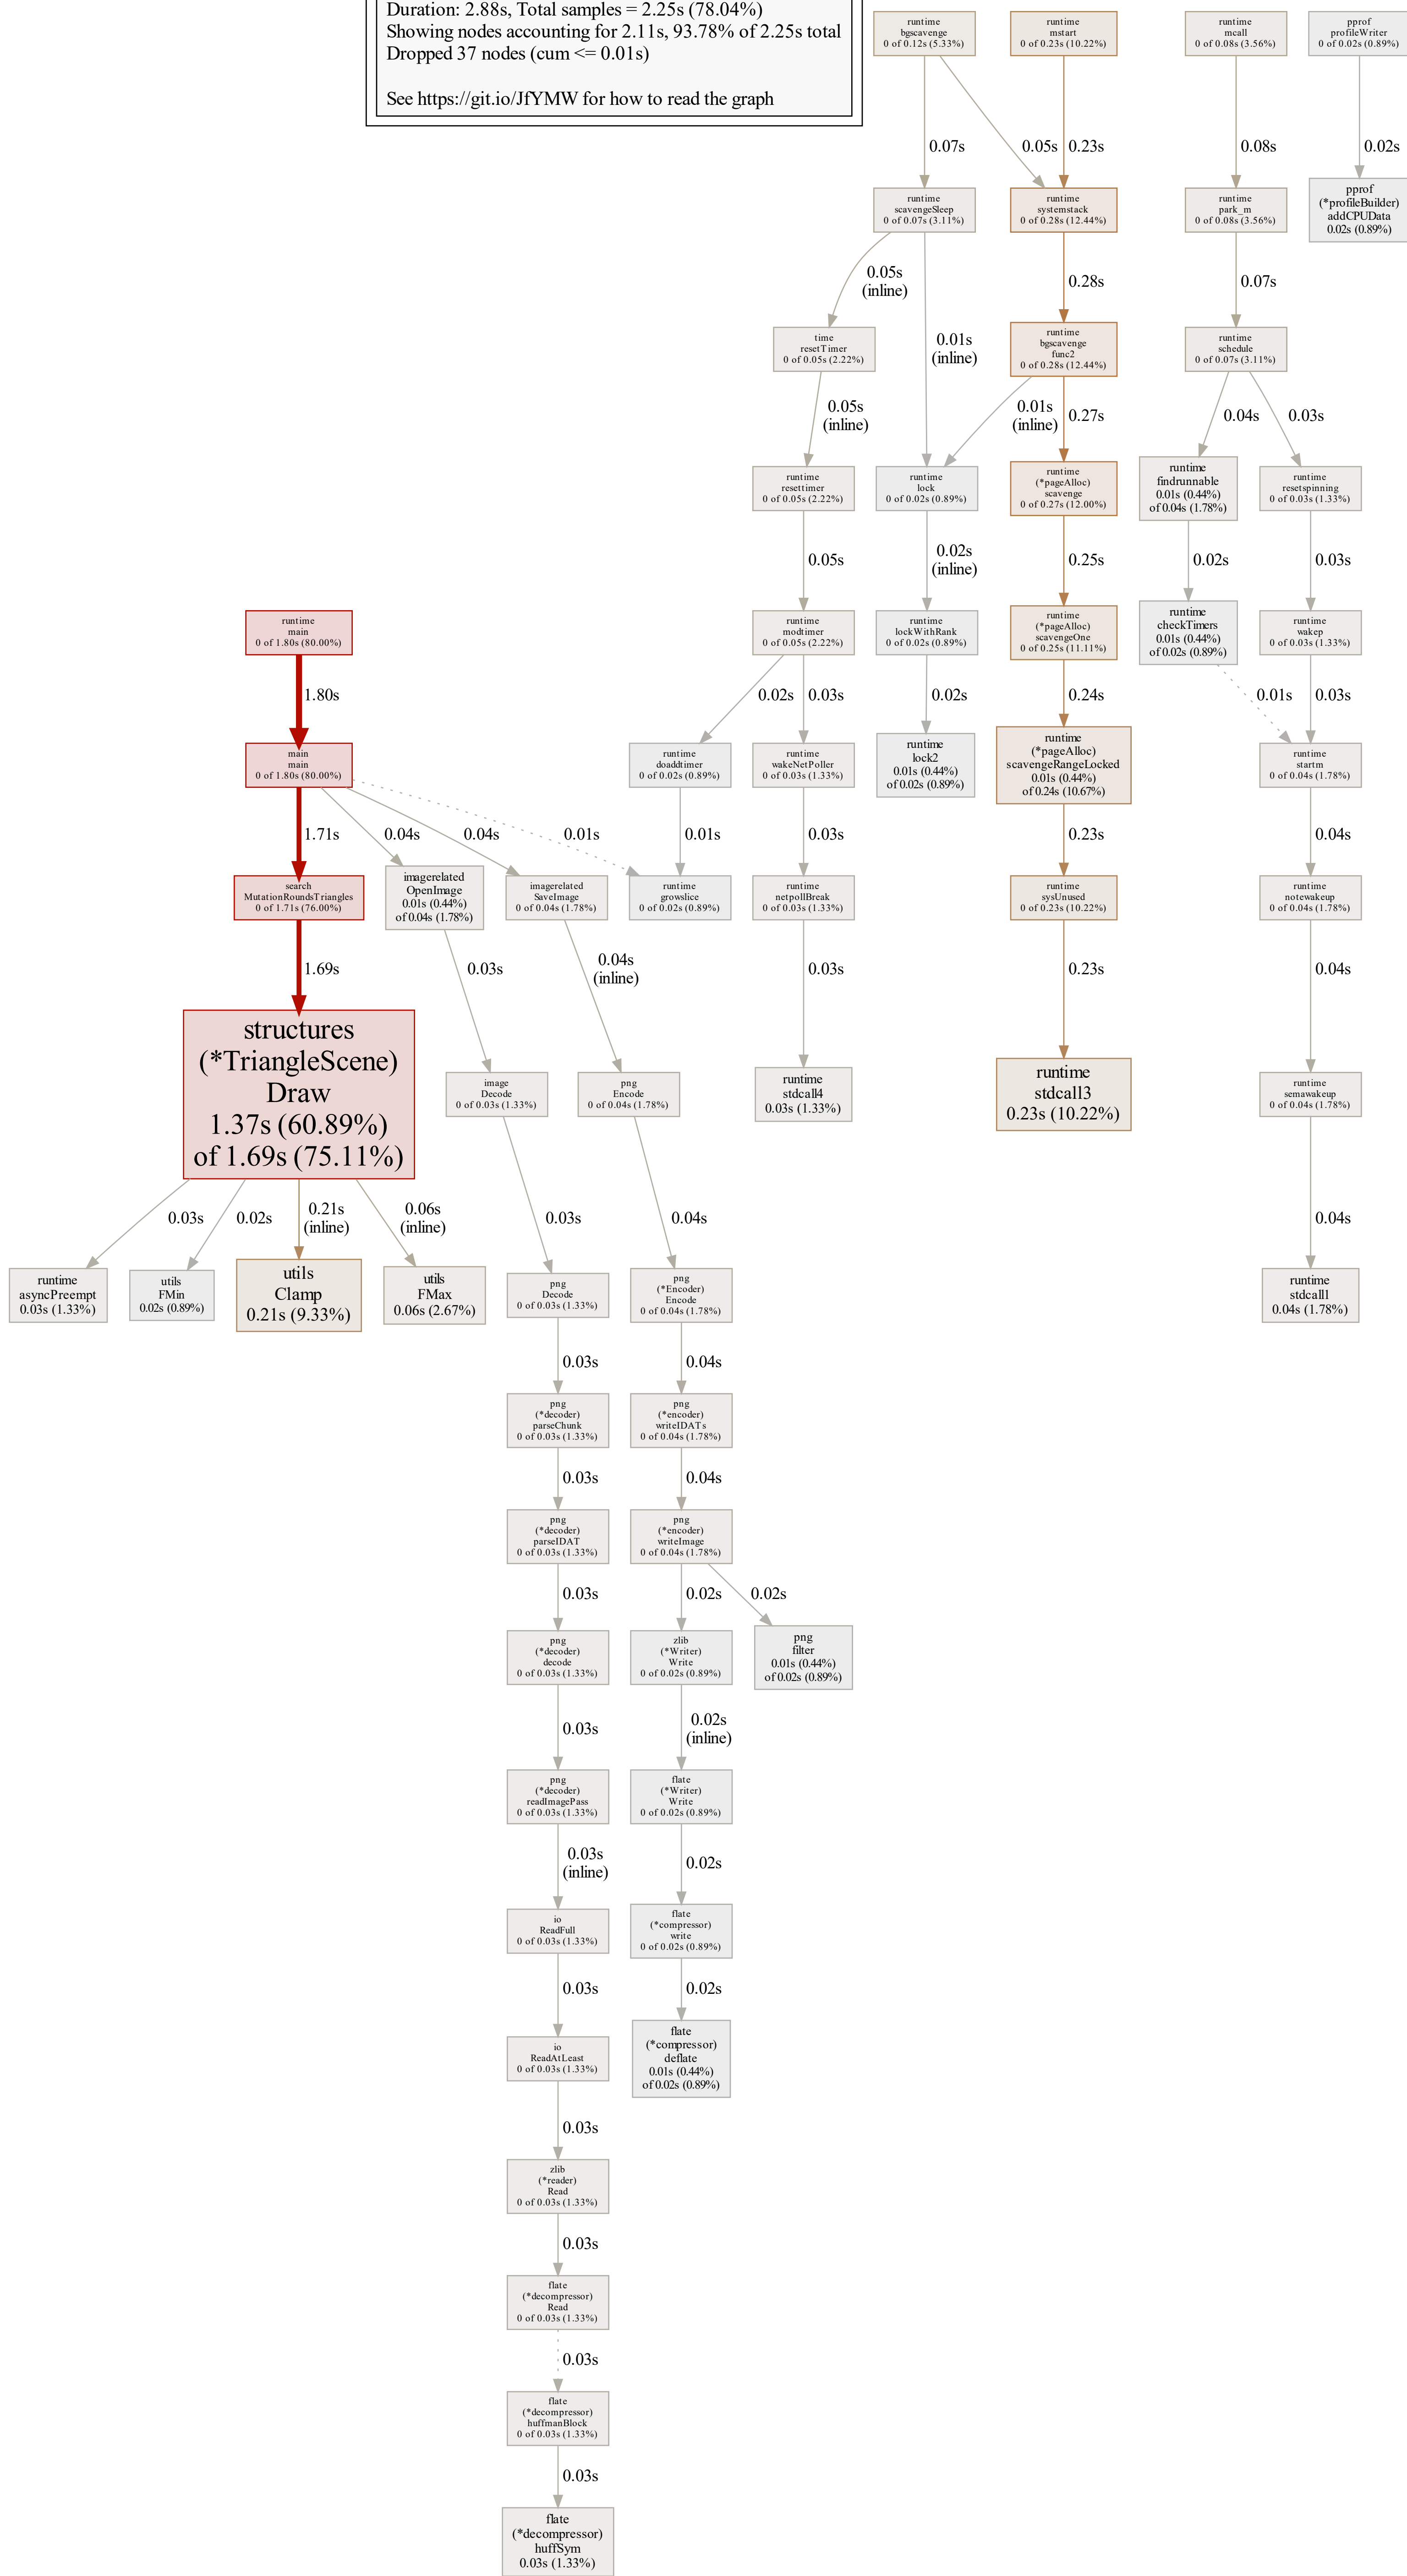 Duration: 2.88s, Total samples = 2.25s (78.04%)
Showing nodes accounting for 2.11s, 93.78% of 2.25s total
Dropped 37 nodes (cum <= 0.01s)
See https://git.io/JfYMW for how to read the graph
runtime
bgscavenge
0 of 0.12s (5.33%)
runtime
mstart
0 of 0.23s (10.22%)
runtime
mcall
0 of 0.08s (3.56%)
pprof
profileWriter
0 of 0.02s (0.89%)
0.07s
0.05s
0.23s
0.08s
0.02s
runtime
scavengeSleep
0 of 0.07s (3.11%)
runtime
systemstack
0 of 0.28s (12.44%)
runtime
park_m
0 of 0.08s (3.56%)
pprof
(*profileBuilder)
addCPUData
0.02s (0.89%)
0.05s
(inline)
0.01s
(inline)
0.28s
0.07s
time
resetTimer
0 of 0.05s (2.22%)
runtime
bgscavenge
func2
0 of 0.28s (12.44%)
runtime
schedule
0 of 0.07s (3.11%)
0.05s
(inline)
0.01s
(inline)
0.27s
0.04s
0.03s
runtime
resettimer
0 of 0.05s (2.22%)
runtime
lock
0 of 0.02s (0.89%)
runtime
(*pageAlloc)
scavenge
0 of 0.27s (12.00%)
runtime
findrunnable
0.01s (0.44%)
of 0.04s (1.78%)
runtime
resetspinning
0 of 0.03s (1.33%)
0.05s
0.02s
(inline)
0.25s
0.02s
0.03s
runtime
main
0 of 1.80s (80.00%)
runtime
modtimer
0 of 0.05s (2.22%)
runtime
lockWithRank
0 of 0.02s (0.89%)
runtime
(*pageAlloc)
scavengeOne
0 of 0.25s (11.11%)
runtime
checkTimers
0.01s (0.44%)
of 0.02s (0.89%)
runtime
wakep
0 of 0.03s (1.33%)
1.80s
0.02s
0.03s
0.02s
0.24s
0.01s
0.03s
main
main
0 of 1.80s (80.00%)
runtime
doaddtimer
0 of 0.02s (0.89%)
runtime
wakeNetPoller
0 of 0.03s (1.33%)
runtime
lock2
0.01s (0.44%)
of 0.02s (0.89%)
runtime
(*pageAlloc)
scavengeRangeLocked
0.01s (0.44%)
of 0.24s (10.67%)
runtime
startm
0 of 0.04s (1.78%)
1.71s
0.04s
0.04s
0.01s
0.01s
0.03s
0.23s
0.04s
search
MutationRoundsTriangles
0 of 1.71s (76.00%)
imagerelated
OpenImage
0.01s (0.44%)
of 0.04s (1.78%)
imagerelated
SaveImage
0 of 0.04s (1.78%)
runtime
growslice
0 of 0.02s (0.89%)
runtime
netpollBreak
0 of 0.03s (1.33%)
runtime
sysUnused
0 of 0.23s (10.22%)
runtime
notewakeup
0 of 0.04s (1.78%)
1.69s
0.03s
0.04s
(inline)
0.03s
0.23s
0.04s
structures
(*TriangleScene)
Draw
1.37s (60.89%)
of 1.69s (75.11%)
image
Decode
0 of 0.03s (1.33%)
png
Encode
0 of 0.04s (1.78%)
runtime
stdcall4
0.03s (1.33%)
runtime
stdcall3
0.23s (10.22%)
runtime
semawakeup
0 of 0.04s (1.78%)
0.03s
0.02s
0.21s
(inline)
0.06s
(inline)
0.03s
0.04s
0.04s
runtime
asyncPreempt
0.03s (1.33%)
utils
FMin
0.02s (0.89%)
utils
Clamp
0.21s (9.33%)
utils
FMax
0.06s (2.67%)
png
Decode
0 of 0.03s (1.33%)
png
(*Encoder)
Encode
0 of 0.04s (1.78%)
runtime
stdcall1
0.04s (1.78%)
0.03s
0.04s
png
(*decoder)
parseChunk
0 of 0.03s (1.33%)
png
(*encoder)
writeIDATs
0 of 0.04s (1.78%)
0.03s
0.04s
png
(*decoder)
parseIDAT
0 of 0.03s (1.33%)
png
(*encoder)
writeImage
0 of 0.04s (1.78%)
0.03s
0.02s
0.02s
png
(*decoder)
decode
0 of 0.03s (1.33%)
zlib
(*Writer)
Write
0 of 0.02s (0.89%)
png
filter
0.01s (0.44%)
of 0.02s (0.89%)
0.03s
0.02s
(inline)
png
(*decoder)
readImagePass
0 of 0.03s (1.33%)
flate
(*Writer)
Write
0 of 0.02s (0.89%)
0.03s
(inline)
0.02s
io
ReadFull
0 of 0.03s (1.33%)
flate
(*compressor)
write
0 of 0.02s (0.89%)
0.03s
0.02s
io
ReadAtLeast
0 of 0.03s (1.33%)
flate
(*compressor)
deflate
0.01s (0.44%)
of 0.02s (0.89%)
0.03s
zlib
(*reader)
Read
0 of 0.03s (1.33%)
0.03s
flate
(*decompressor)
Read
0 of 0.03s (1.33%)
0.03s
flate
(*decompressor)
huffmanBlock
0 of 0.03s (1.33%)
0.03s
flate
(*decompressor)
huffSym
0.03s (1.33%)